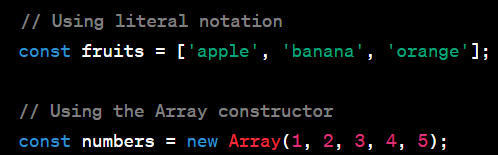 // Using literal notation
const fruits = ['apple', 'banana', 'orange'];
// Using the Array constructor
const numbers = new Array(1, 2, 3, 4, 5);